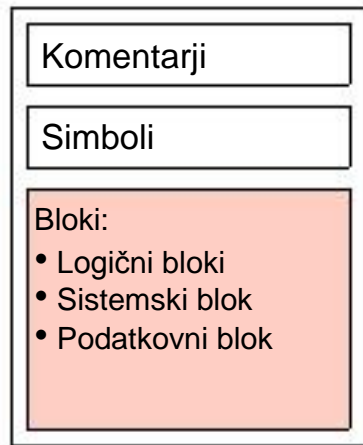 Komentarji
Simboli
Bloki:
• Logični bloki
• Sistemski blok
• Podatkovni blok